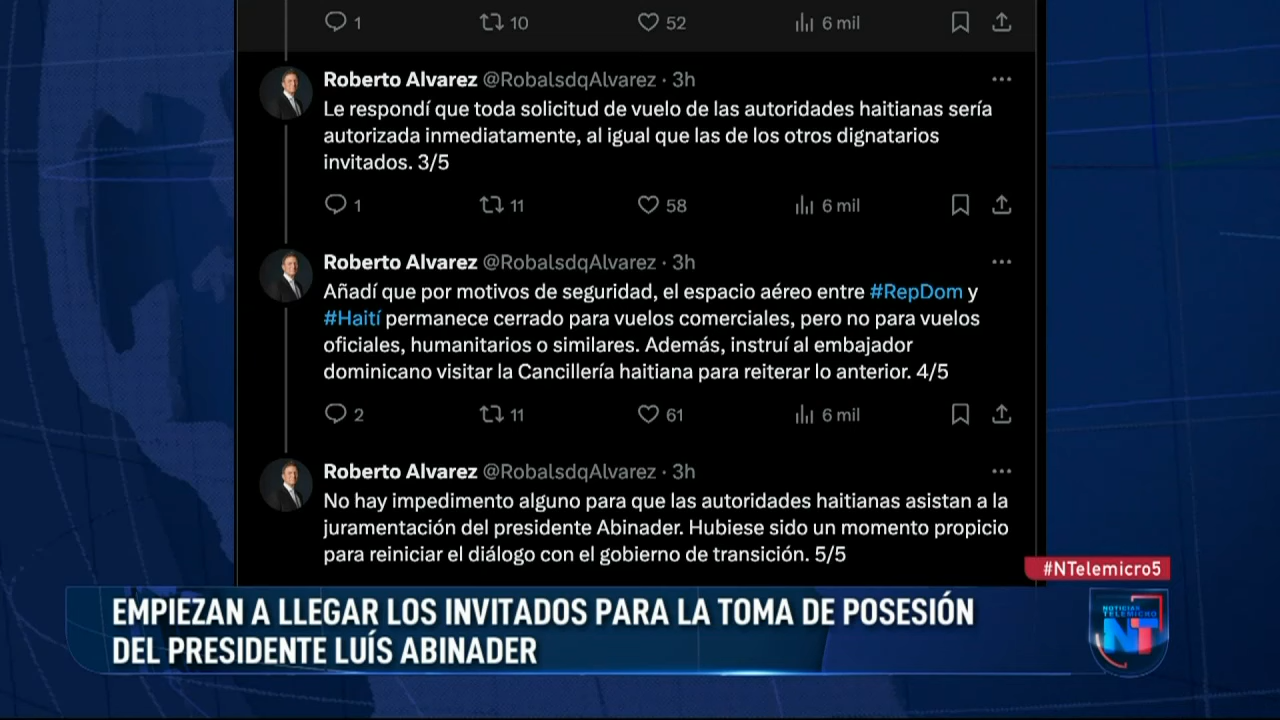 1 10 52 6 mil
Roberto Alvarez @RobalsdqAlvarez · 3h
Le respondí que toda solicitud de vuelo de las autoridades haitianas sería
autorizada inmediatamente, al igual que las de los otros dignatarios
invitados. 3/5
1 11 58 6 mil
Roberto Alvarez @RobalsdqAlvarez · 3h
Añadí que por motivos de seguridad, el espacio aéreo entre #RepDom y
#Haití permanece cerrado para vuelos comerciales, pero no para vuelos
oficiales, humanitarios o similares. Además, instruí al embajador
dominicano visitar la Cancillería haitiana para reiterar lo anterior. 4/5
2 11 61 6 mil
Roberto Alvarez @RobalsdqAlvarez · 3h
No hay impedimento alguno para que las autoridades haitianas asistan a la
juramentación del presidente Abinader. Hubiese sido un momento propicio
para reiniciar el diálogo con el gobierno de transición. 5/5
#NTelemicro5
EMPIEZAN A LLEGAR LOS INVITADOS PARA LA TOMA DE POSESIÓN
DEL PRESIDENTE LUÍS ABINADER
NOTICIAS
TELEMICRO
NT